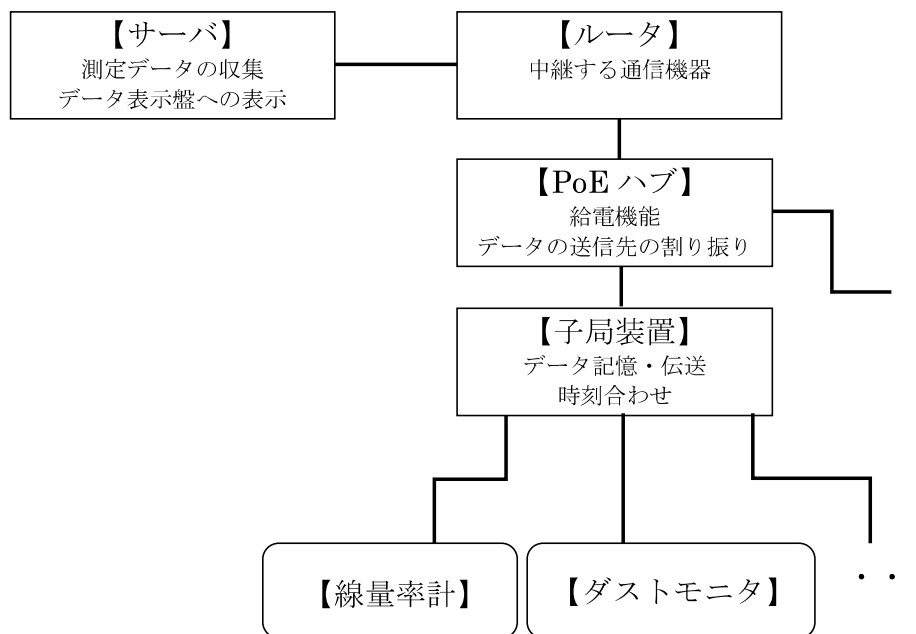 【サーバ】
測定データの収集
データ表示盤への表示
【ルータ】
中継する通信機器
【PoE ハブ】
給電機能
データの送信先の割り振り
【子局装置】
データ記憶・伝送
時刻合わせ
【線量率計】
【ダストモニタ】
・・